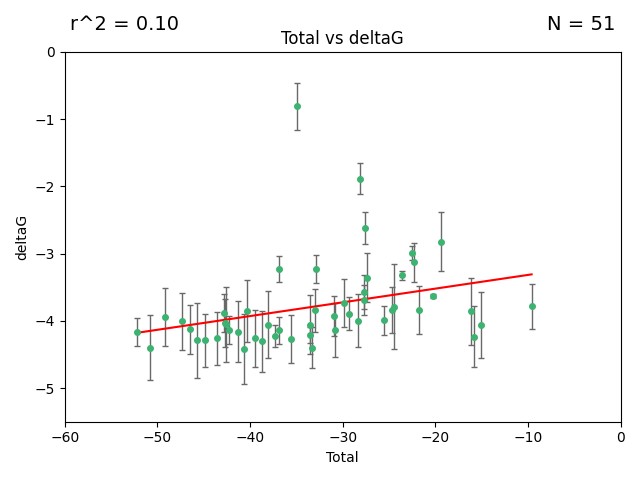 r^2 = 0.10
N = 51
Total vs deltaG
deltaG
0
−1
−2
−3
−4
−5
−60
−50
−40
−30
−20
−10
0
Total